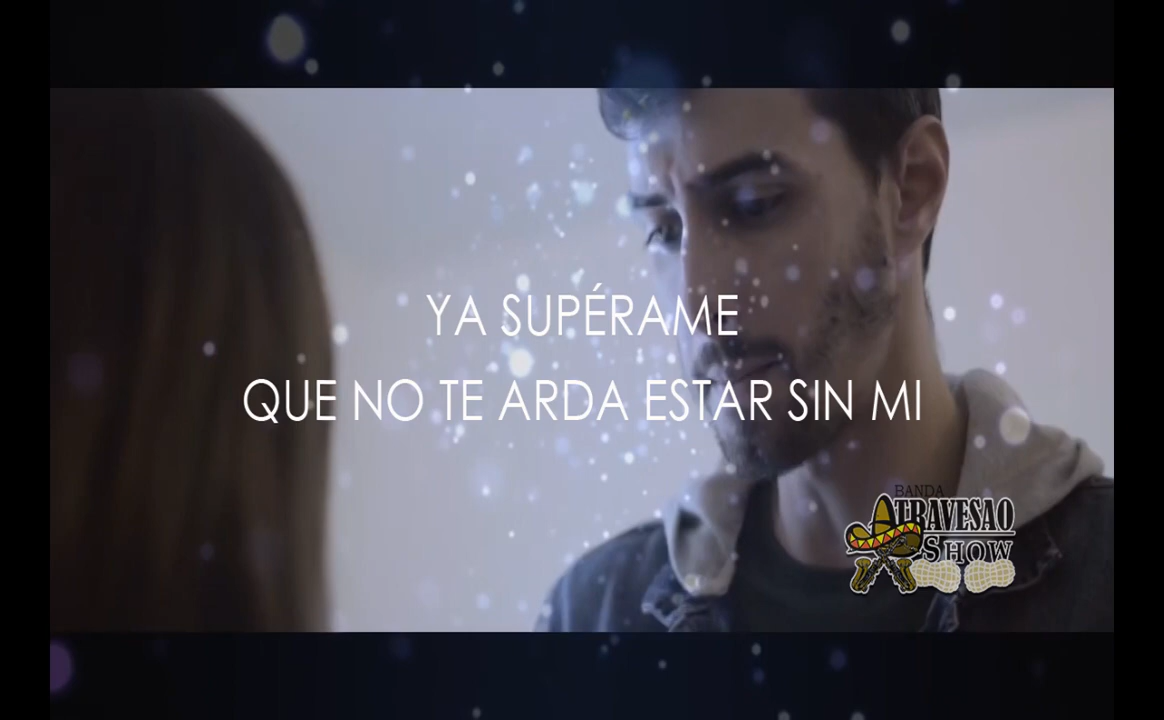 YA SUPÉRAME
QUE NO TE ARDA ESTAR SIN MI
BANDA
ATRAVESAO
SHOW